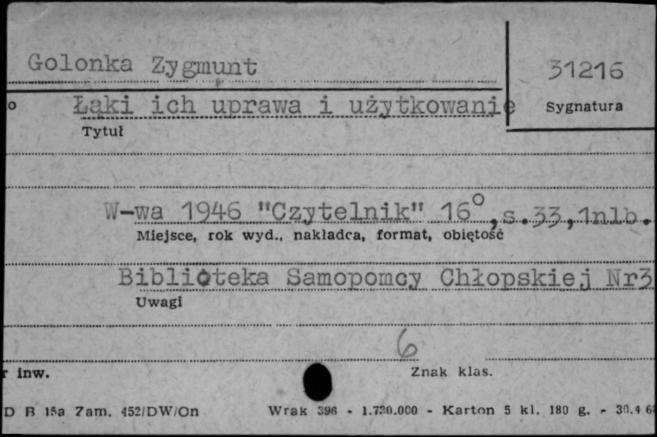 Golonka Zygmunt
31216
o Łąki ich uprawa i użytkowanie
Sygnatura
Tytuł
W-wa 1946 "Czytelnik" 16°,s.33,1nlb.
Miejsce, rok wyd., nakładca, format, objętość
Biblioteka Samopomcy Chłopskiej Nr3
Uwagi
6
r inw.
Znak klas.
D B 15a Zam. 452/DW/On Wrak 396 - 1.730.000 - Karton 5 kl. 180 g. - 30.4 6